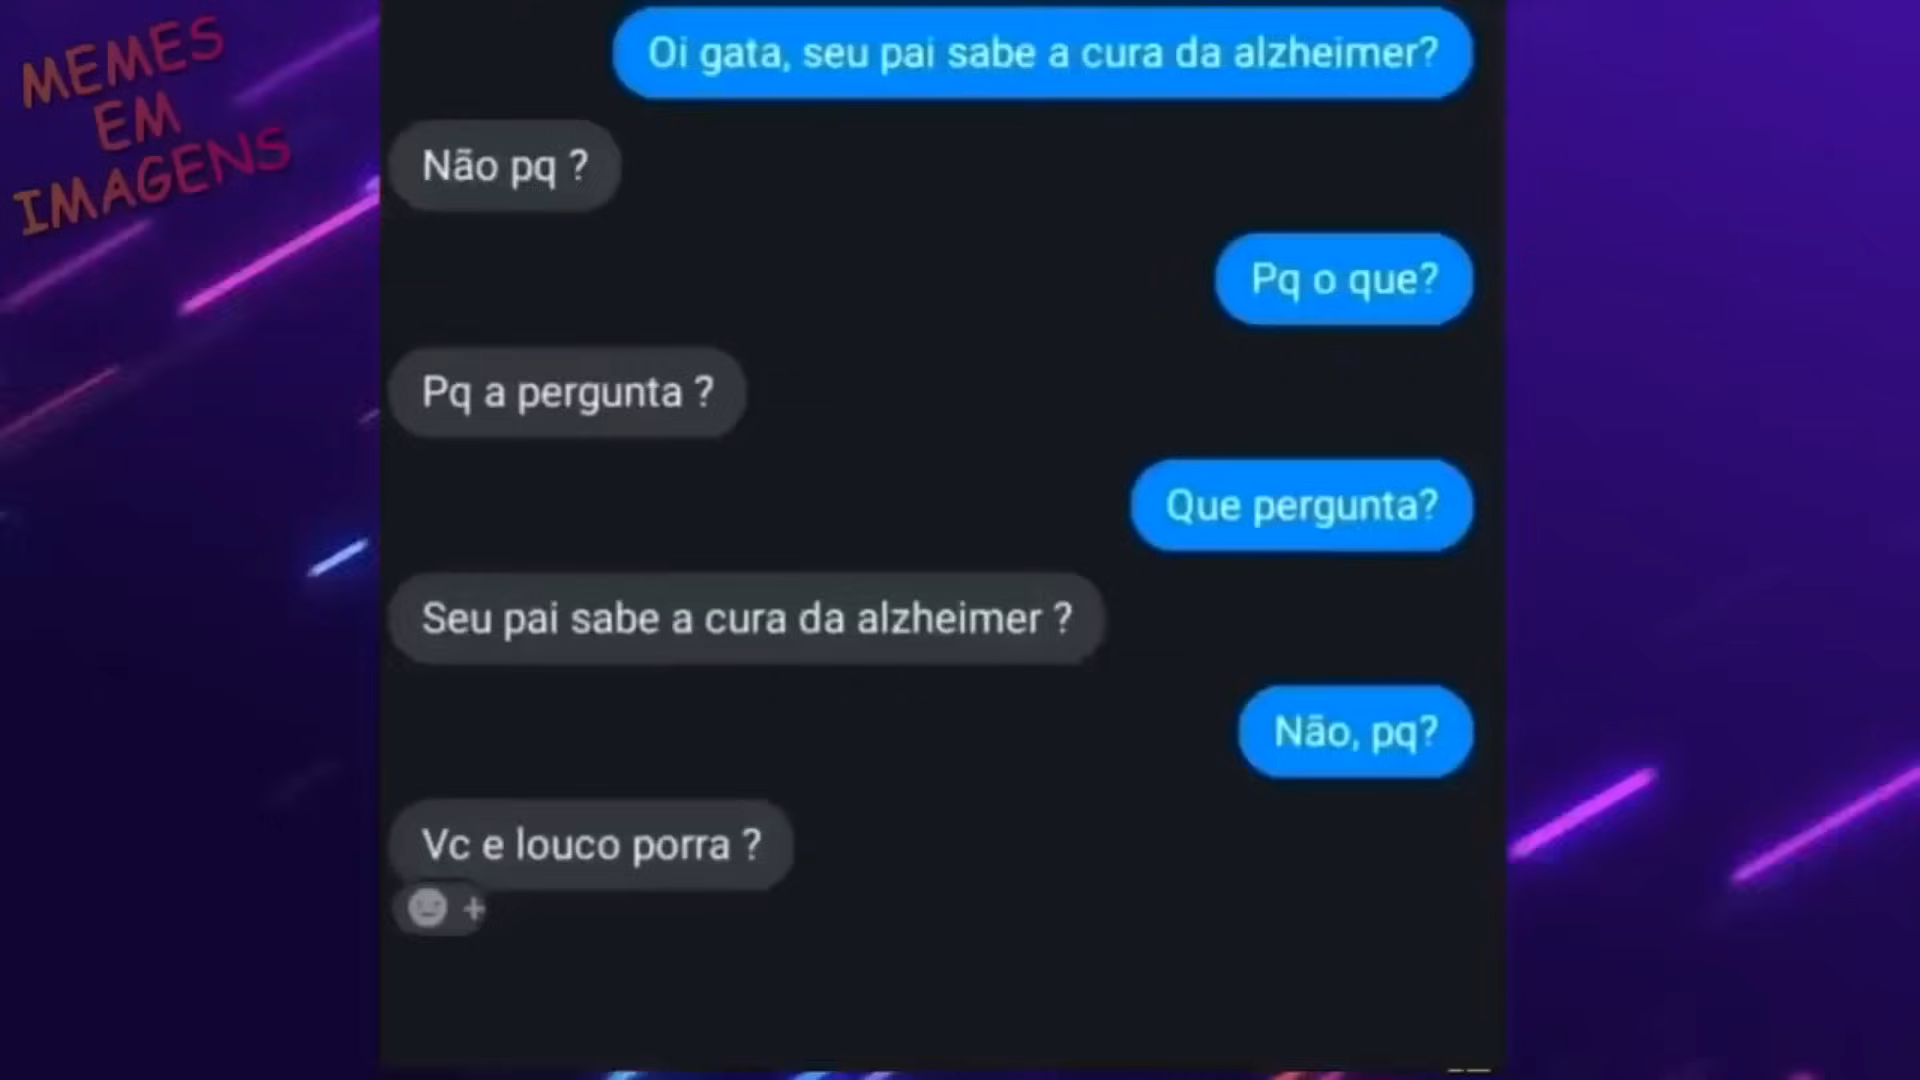 MEMES
EM
IMAGENS
Oi gata, seu pai sabe a cura da alzheimer?
Não pq ?
Pq o que?
Pq a pergunta ?
Que pergunta?
Seu pai sabe a cura da alzheimer ?
Não, pq?
Vc e louco porra ?